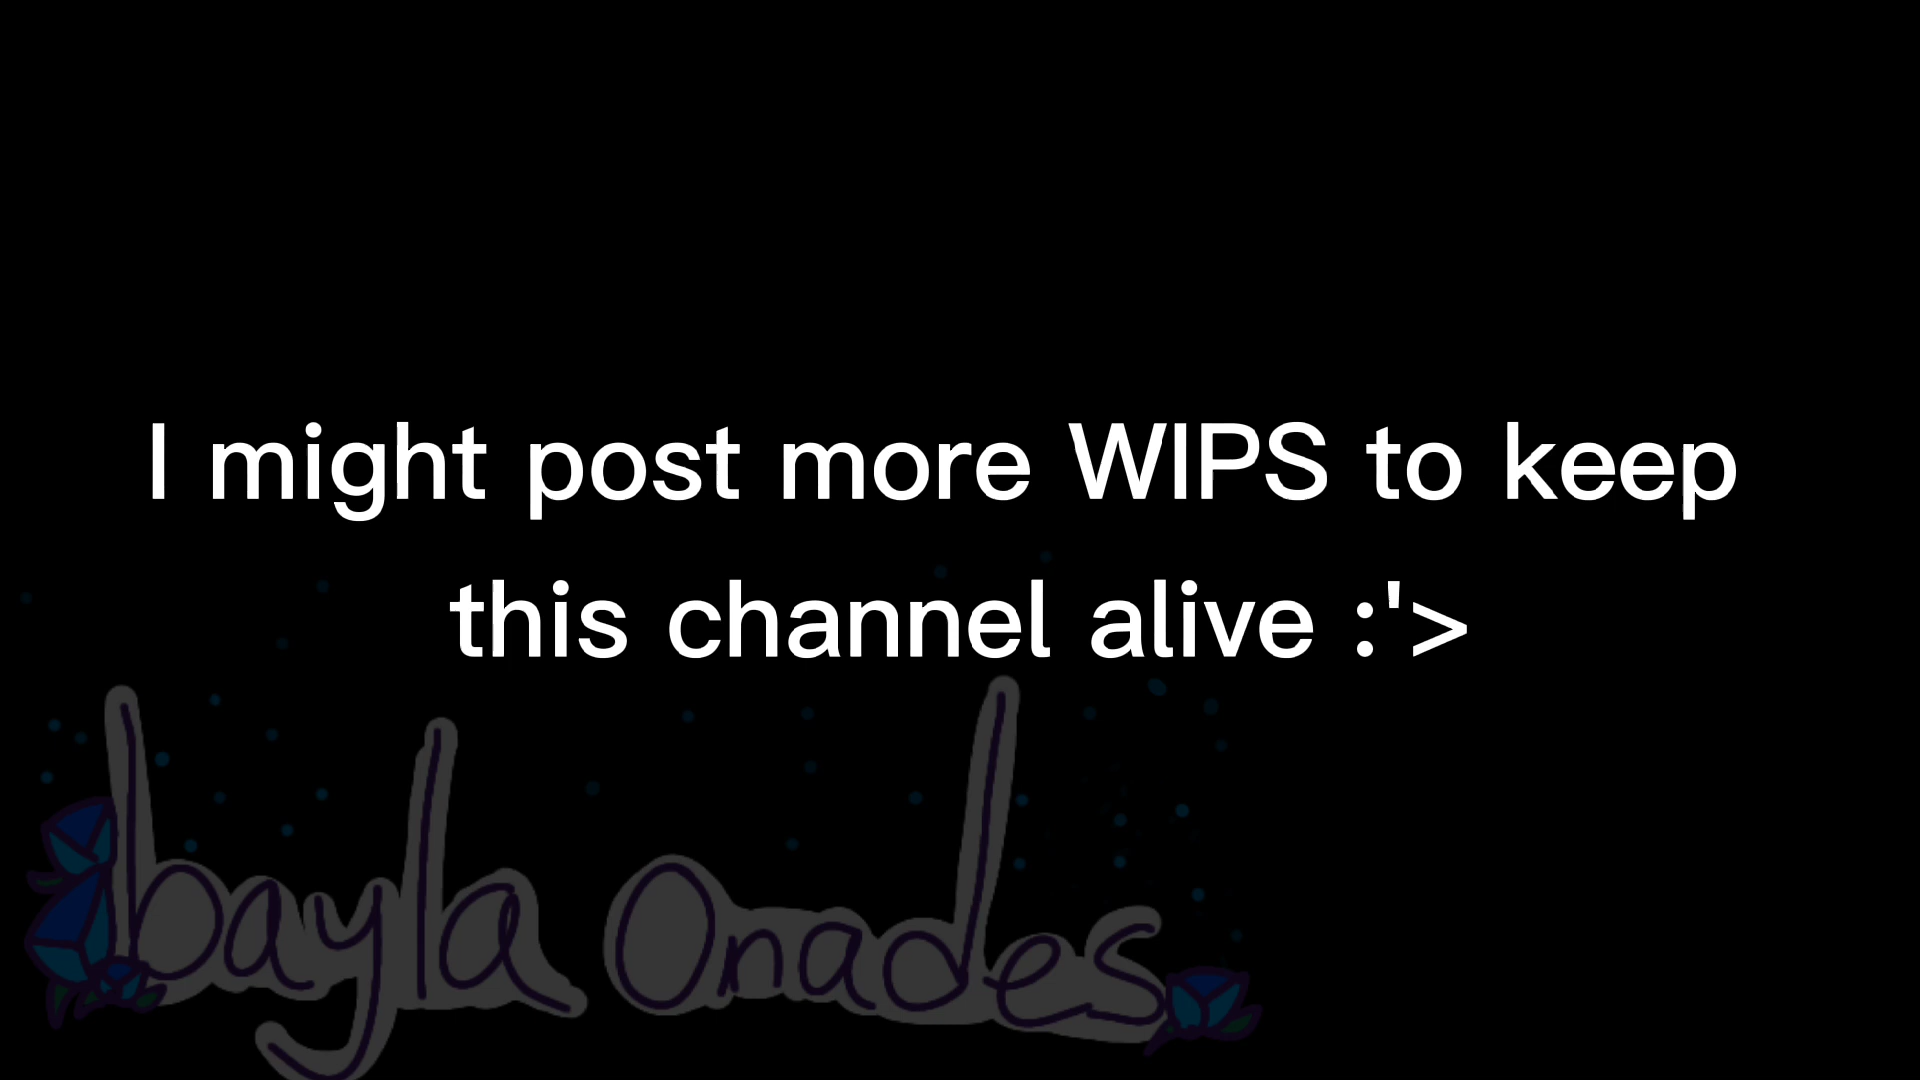 I might post more WIPS to keep
this channel alive :'>
bayla Onades